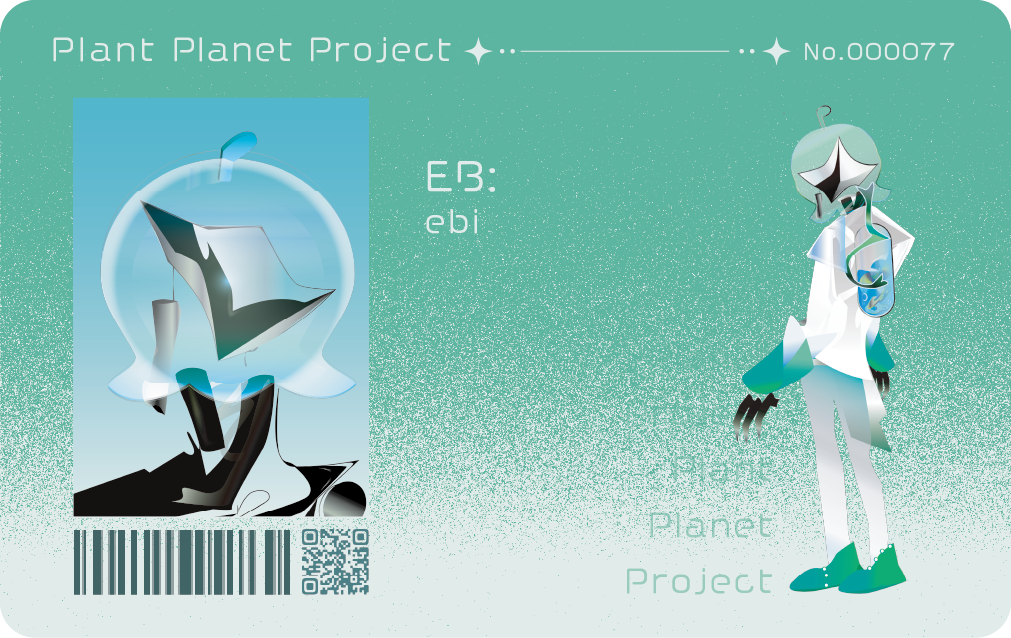 Plant Planet Project
No.000077
EB:
ebi
Plant
Planet
Project